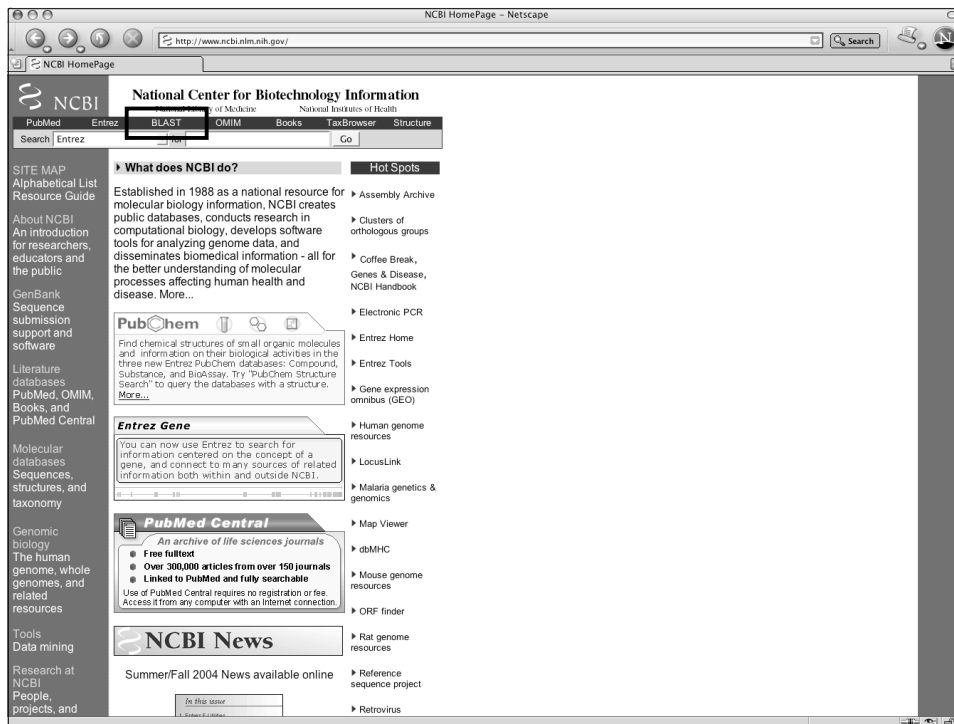 NCBI HomePage - Netscape
http://www.ncbi.nlm.nih.gov/
Search
N
NCBI HomePage
NCBI
National Center for Biotechnology Information
National Library of Medicine National Institutes of Health
PubMed Entrez BLAST OMIM Books TaxBrowser Structure
Search Entrez for Go
SITE MAP
Alphabetical List
Resource Guide
About NCBI
An introduction
for researchers,
educators and
the public
GenBank
Sequence
submission
support and
software
Literature
databases
PubMed, OMIM,
Books, and
PubMed Central
Molecular
databases
Sequences,
structures, and
taxonomy
Genomic
biology
The human
genome, whole
genomes, and
related
resources
Tools
Data mining
Research at
NCBI
People,
projects, and
What does NCBI do?
Established in 1988 as a national resource for
molecular biology information, NCBI creates
public databases, conducts research in
computational biology, develops software
tools for analyzing genome data, and
disseminates biomedical information - all for
the better understanding of molecular
processes affecting human health and
disease. More...
PubChem
Find chemical structures of small organic molecules
and information on their biological activities in the
three new Entrez PubChem databases: Compound,
Substance, and BioAssay. Try "PubChem Structure
Search" to query the databases with a structure.
More...
Entrez Gene
You can now use Entrez to search for
information centered on the concept of a
gene, and connect to many sources of related
information both within and outside NCBI.
PubMed Central
An archive of life sciences journals
Free fulltext
Over 300,000 articles from over 150 journals
Linked to PubMed and fully searchable
Use of PubMed Central requires no registration or fee.
Access it from any computer with an Internet connection.
NCBI News
Summer/Fall 2004 News available online
In this issue
Hot Spots
Assembly Archive
Clusters of
orthologous groups
Coffee Break,
Genes & Disease,
NCBI Handbook
Electronic PCR
Entrez Home
Entrez Tools
Gene expression
omnibus (GEO)
Human genome
resources
LocusLink
Malaria genetics &
genomics
Map Viewer
dbMHC
Mouse genome
resources
ORF finder
Rat genome
resources
Reference
sequence project
Retrovirus